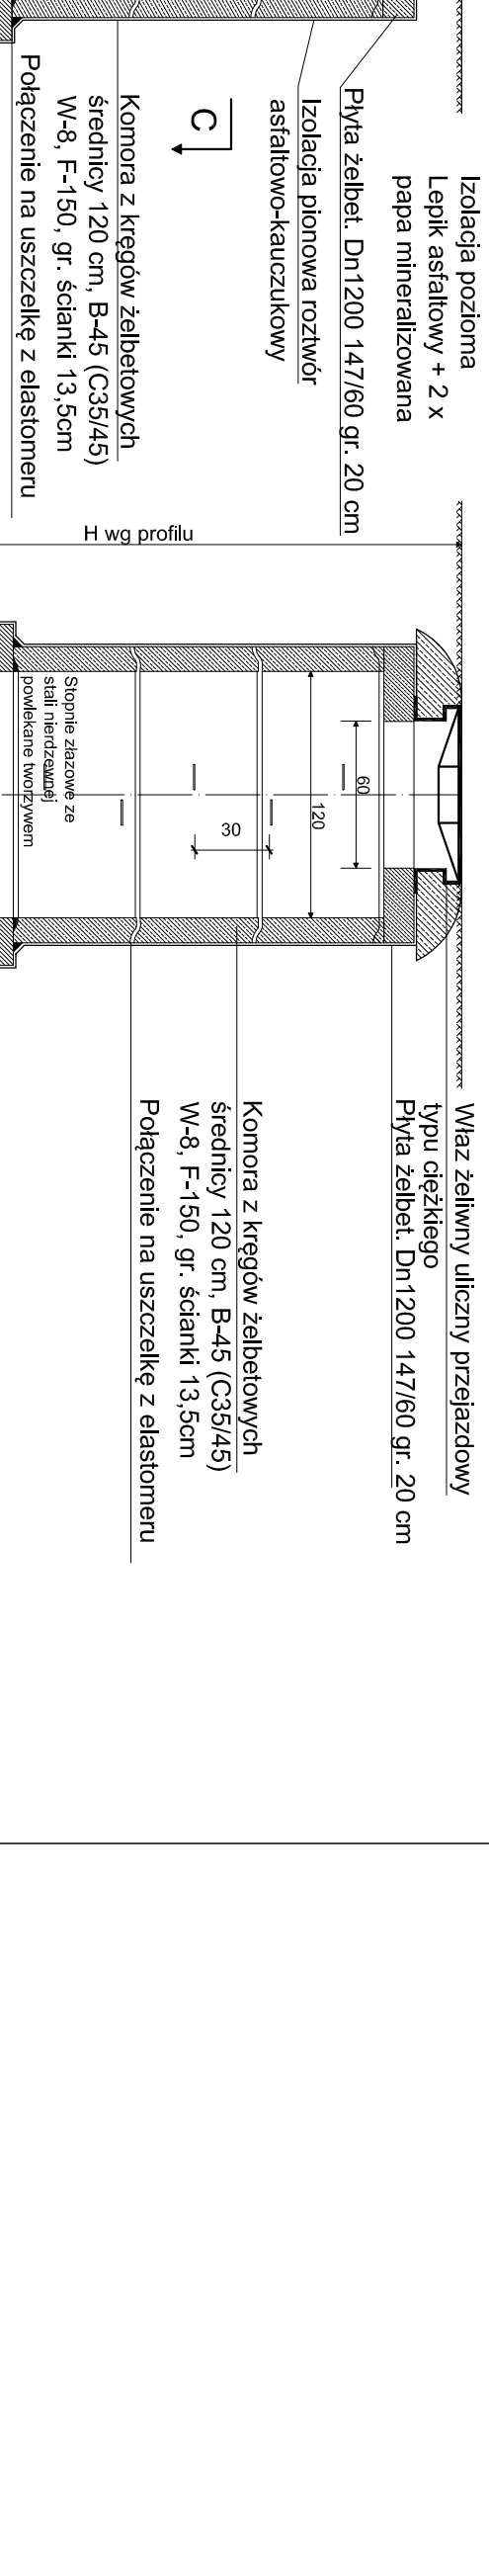 Izolacja pozioma
Lepik asfaltowy + 2 x
papa mineralizowana
Płyta żelbet. Dn1200 147/60 gr. 20 cm
Izolacja pionowa roztwór
asfaltowo-kauczukowy
C
Komora z kręgów żelbetowych
średnicy 120 cm, B-45 (C35/45)
W-8, F-150, gr. ścianki 13,5cm
Połączenie na uszczelkę z elastomeru
H wg profilu
60
120
30
Stopnie złazowe ze
stali nierdzewnej
powlekane tworzywem
Właz żeliwny uliczny przejazdowy
typu ciężkiego
Płyta żelbet. Dn1200 147/60 gr. 20 cm
Komora z kręgów żelbetowych
średnicy 120 cm, B-45 (C35/45)
W-8, F-150, gr. ścianki 13,5cm
Połączenie na uszczelkę z elastomeru